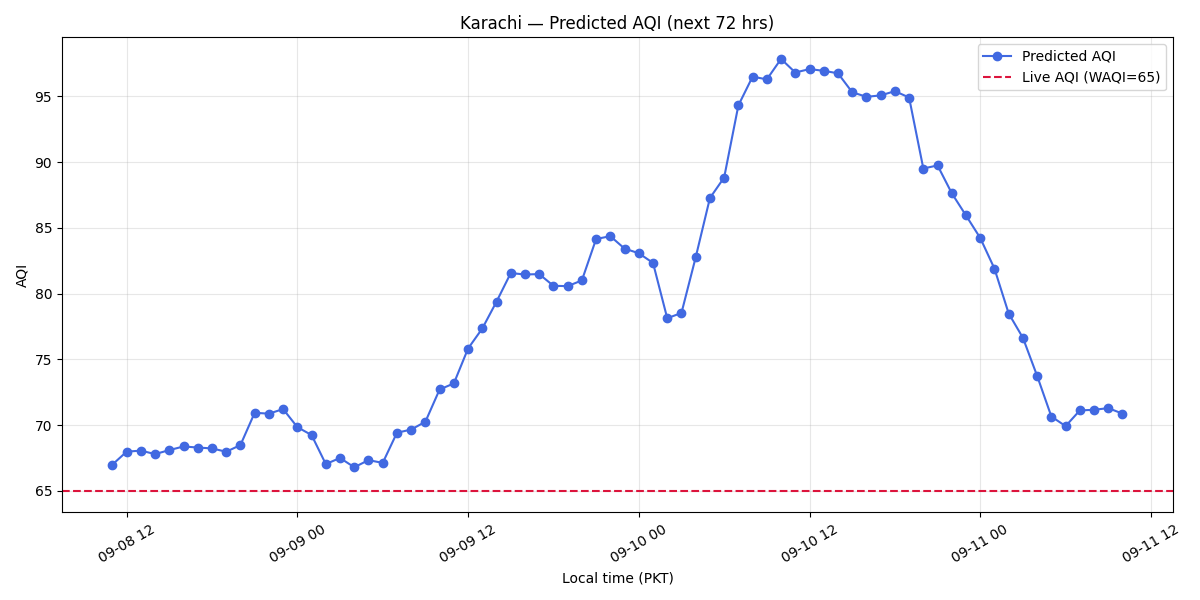 Karachi — Predicted AQI (next 72 hrs)
Predicted AQI
Live AQI (WAQI=65)
AQI
95
90
85
80
75
70
65
09-08 12
09-09 00
09-09 12
09-10 00
09-10 12
09-11 00
09-11 12
Local time (PKT)